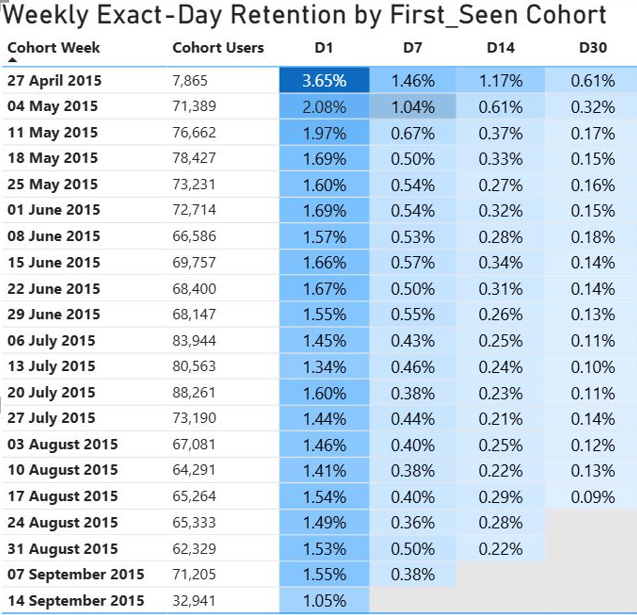 Weekly Exact-Day Retention by First_Seen Cohort
Cohort Week Cohort Users D1 D7 D14 D30
27 April 2015 7,865 3.65% 1.46% 1.17% 0.61%
04 May 2015 71,389 2.08% 1.04% 0.61% 0.32%
11 May 2015 76,662 1.97% 0.67% 0.37% 0.17%
18 May 2015 78,427 1.69% 0.50% 0.33% 0.15%
25 May 2015 73,231 1.60% 0.54% 0.27% 0.16%
01 June 2015 72,714 1.69% 0.54% 0.32% 0.15%
08 June 2015 66,586 1.57% 0.53% 0.28% 0.18%
15 June 2015 69,757 1.66% 0.57% 0.34% 0.14%
22 June 2015 68,400 1.67% 0.50% 0.31% 0.14%
29 June 2015 68,147 1.55% 0.55% 0.26% 0.13%
06 July 2015 83,944 1.45% 0.43% 0.25% 0.11%
13 July 2015 80,563 1.34% 0.46% 0.24% 0.10%
20 July 2015 88,261 1.60% 0.38% 0.23% 0.11%
27 July 2015 73,190 1.44% 0.44% 0.21% 0.14%
03 August 2015 67,081 1.46% 0.40% 0.25% 0.12%
10 August 2015 64,291 1.41% 0.38% 0.22% 0.13%
17 August 2015 65,264 1.54% 0.40% 0.29% 0.09%
24 August 2015 65,333 1.49% 0.36% 0.28%
31 August 2015 62,329 1.53% 0.50% 0.22%
07 September 2015 71,205 1.55% 0.38%
14 September 2015 32,941 1.05%